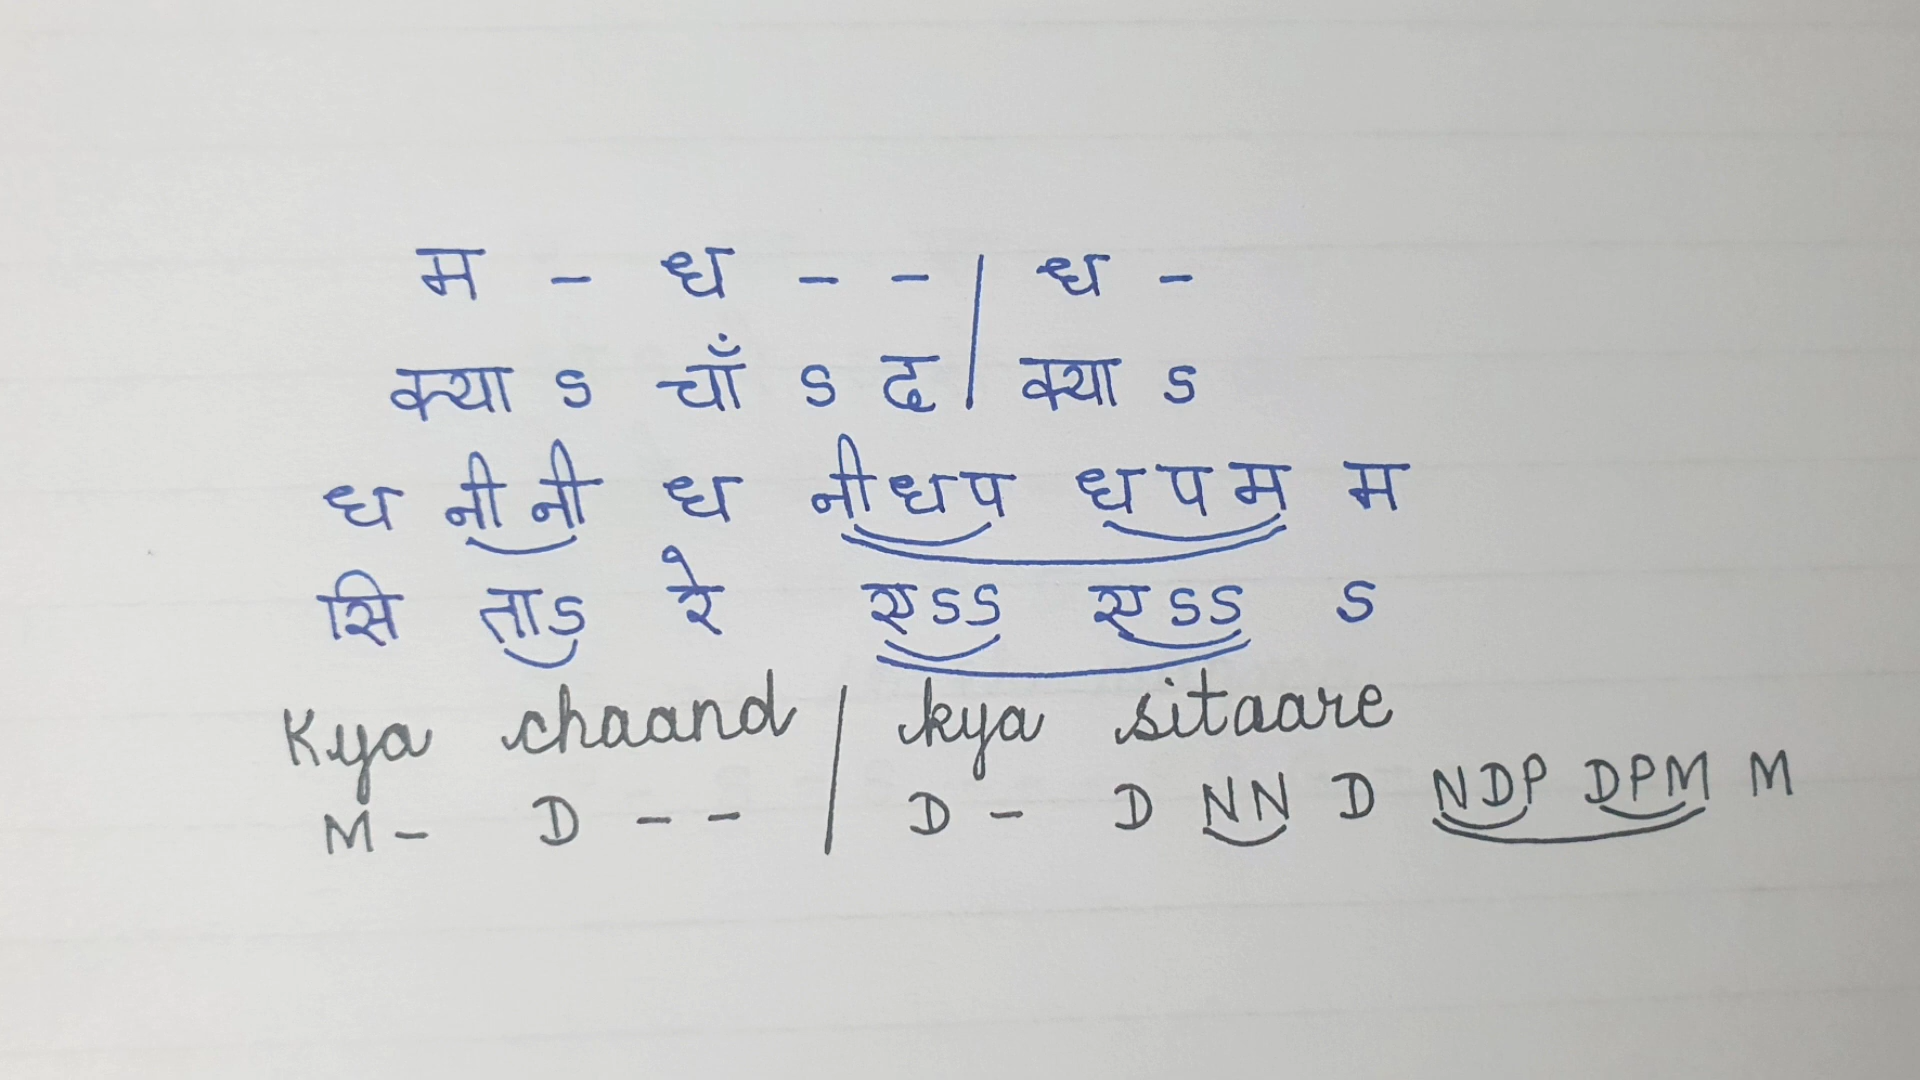 म - ध - - / ध -
क्या ऽ चाँ ऽ द / क्या ऽ
ध नी नी ध नीधप धपम म
सि ताऽ रे एऽऽ एऽऽ ऽ
Kya chaand / kya sitaare
M - D - - / D - D NN D NDP DPM M